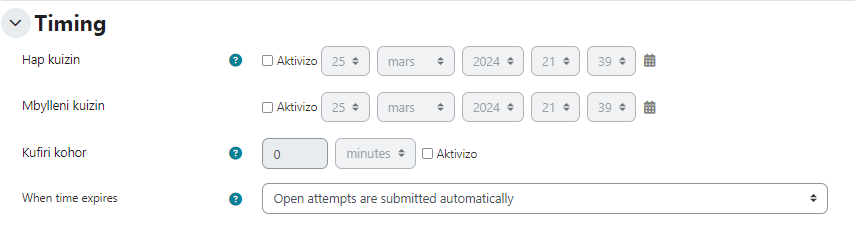 Timing
Hap kuizin ? Aktivizo 25 mars 2024 21 39
Mbylleni kuizin Aktivizo 25 mars 2024 21 39
Kufiri kohor ? 0 minutes Aktivizo
When time expires ? Open attempts are submitted automatically